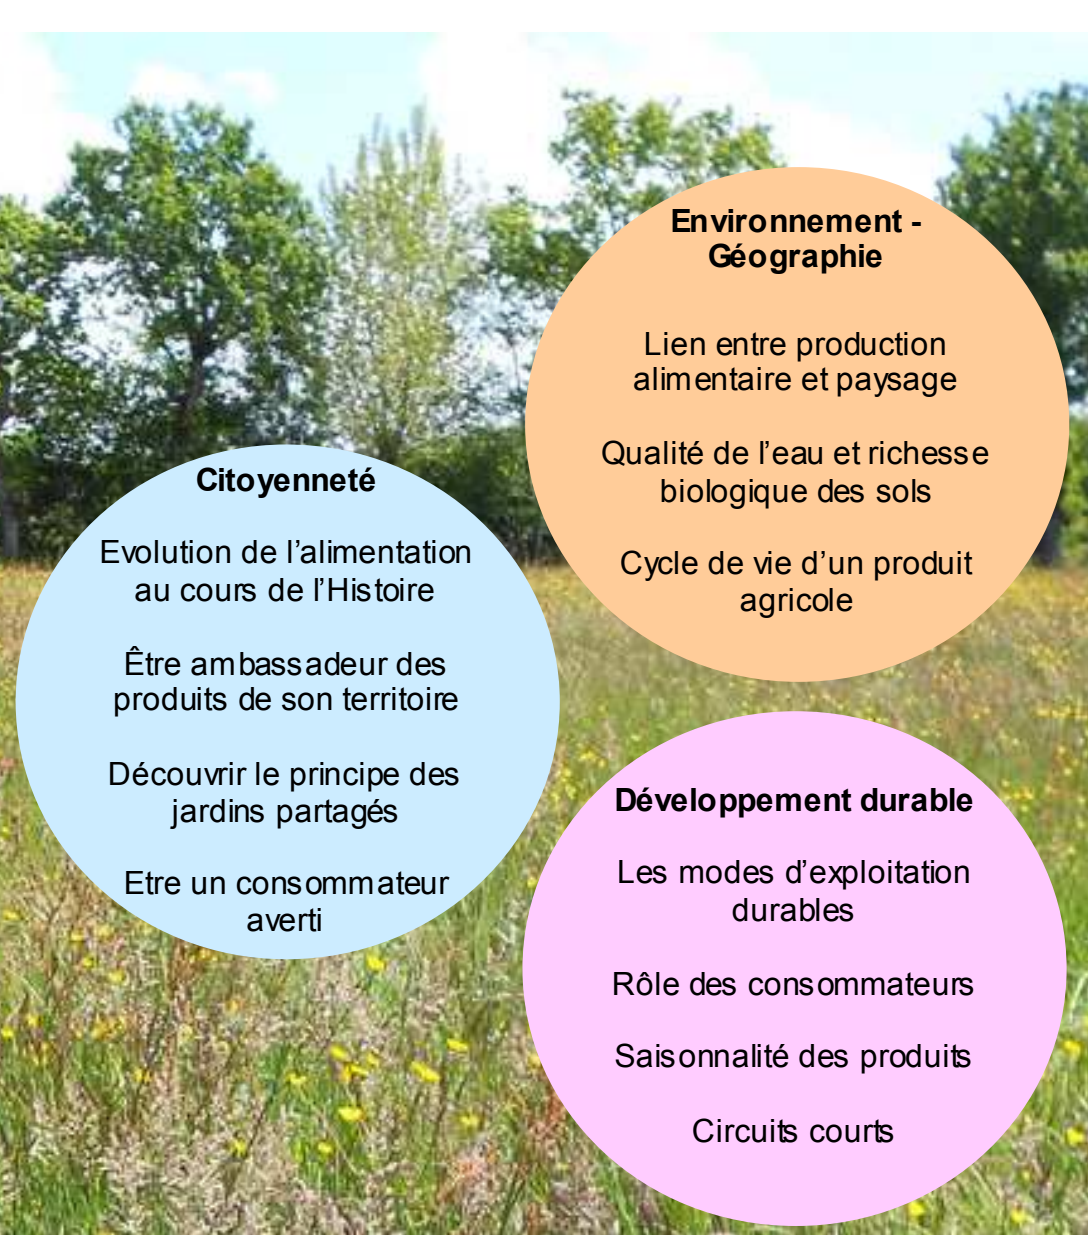 Environnement -
Géographie
Lien entre production
alimentaire et paysage
Qualité de l’eau et richesse
biologique des sols
Cycle de vie d’un produit
agricole
Citoyenneté
Evolution de l’alimentation
au cours de l’Histoire
Être ambassadeur des
produits de son territoire
Découvrir le principe des
jardins partagés
Etre un consommateur
averti
Développement durable
Les modes d’exploitation
durables
Rôle des consommateurs
Saisonnalité des produits
Circuits courts